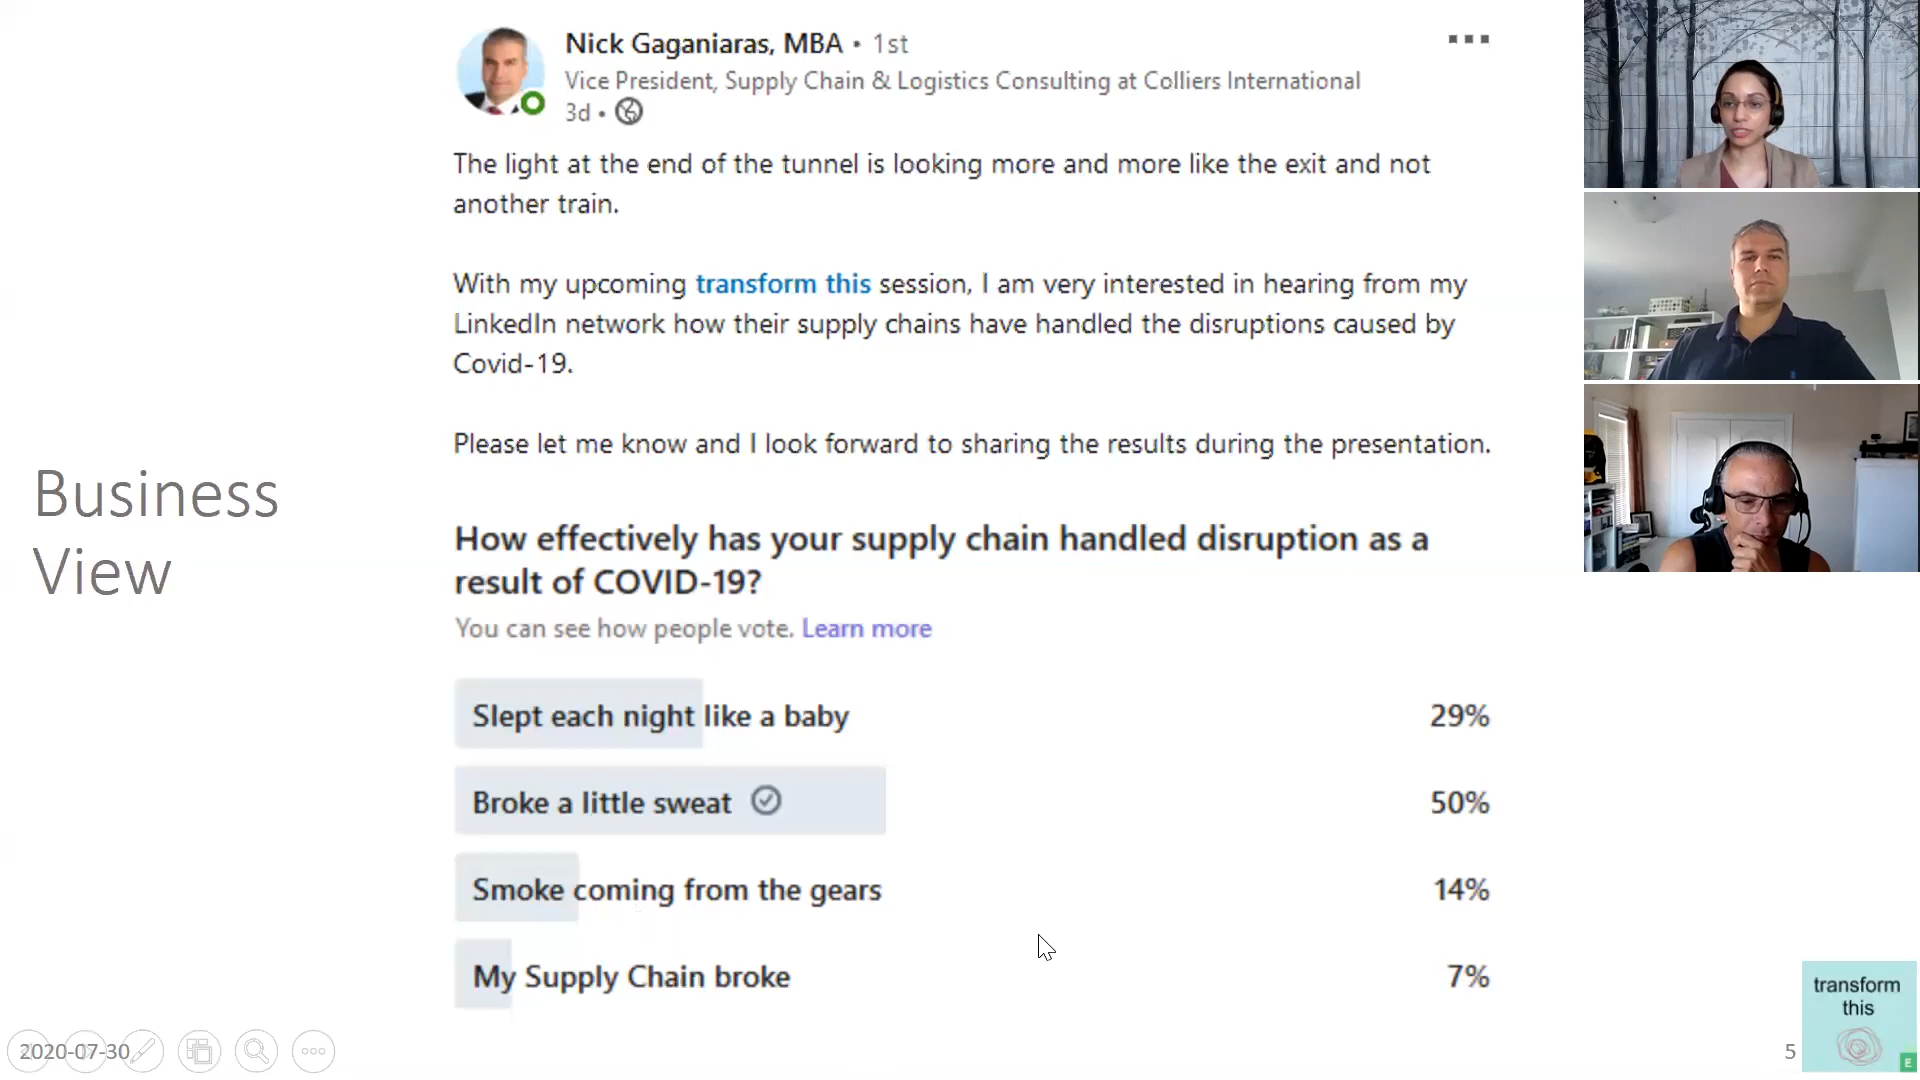 Nick Gaganiaras, MBA • 1st
Vice President, Supply Chain & Logistics Consulting at Colliers International
3d •
The light at the end of the tunnel is looking more and more like the exit and not
another train.
With my upcoming transform this session, I am very interested in hearing from my
LinkedIn network how their supply chains have handled the disruptions caused by
Covid-19.
Please let me know and I look forward to sharing the results during the presentation.
Business
View
How effectively has your supply chain handled disruption as a
result of COVID-19?
You can see how people vote. Learn more
Slept each night like a baby 29%
Broke a little sweat 50%
Smoke coming from the gears 14%
My Supply Chain broke 7%
2020-07-30
5
transform
this
E